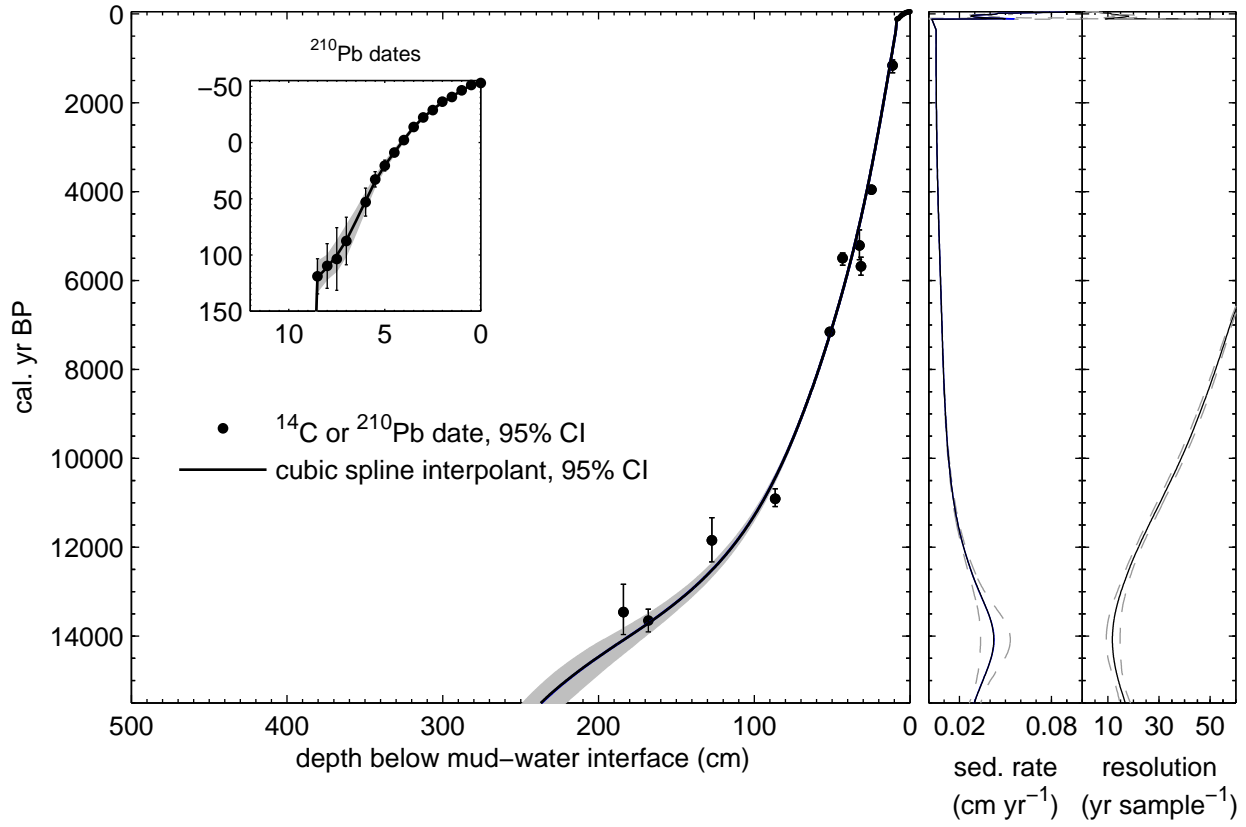 ²¹⁰Pb dates
−50
0
50
100
150
10 5 0
0
2000
4000
6000
8000
10000
12000
14000
cal. yr BP
¹⁴C or ²¹⁰Pb date, 95% CI
cubic spline interpolant, 95% CI
500 400 300 200 100 0
depth below mud−water interface (cm)
0.02 0.08
sed. rate
(cm yr⁻¹)
10 30 50
resolution
(yr sample⁻¹)